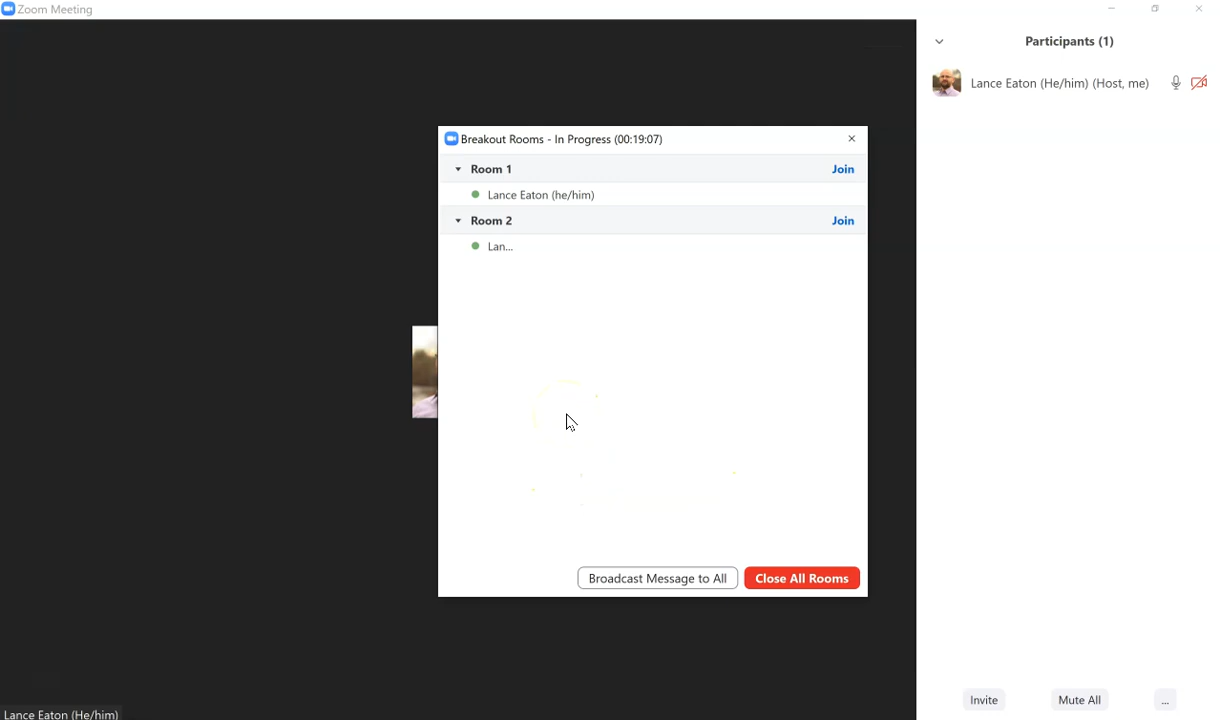 Zoom Meeting
Participants (1)
Lance Eaton (He/him) (Host, me)
Breakout Rooms - In Progress (00:19:07)
Room 1 Join
Lance Eaton (he/him)
Room 2 Join
Lan...
Broadcast Message to All Close All Rooms
Invite Mute All ...
Lance Eaton (He/him)